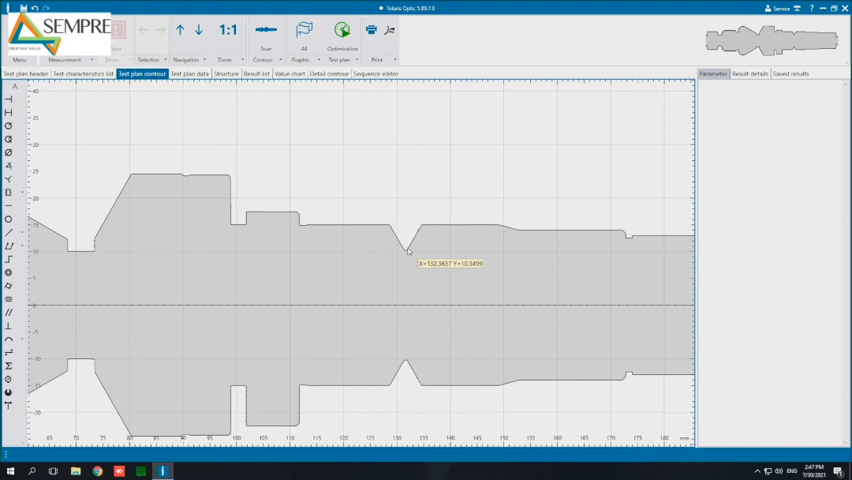 Tolaris Optic 5.89.7.0
Service
SEMPRE
CREATING VALUE
1:1
Scan
All
Optimisation
Menu
Measurement
Selection
Navigation
Zoom
Contour
Graphic
Test plan
Print
Test plan header
Test characteristics list
Test plan contour
Test plan data
Structure
Result list
Value chart
Detail contour
Sequence editor
Parameter
Result details
Saved results
40
35
30
25
20
15
10
5
0
-5
-10
-15
X=132.3657 Y=10.3499
65 70 75 80 85 90 95 100 105 110 115 120 125 130 135 140 145 150 155 160 165 170 175 180 185 mm
ENG
2:47 PM
7/30/2021